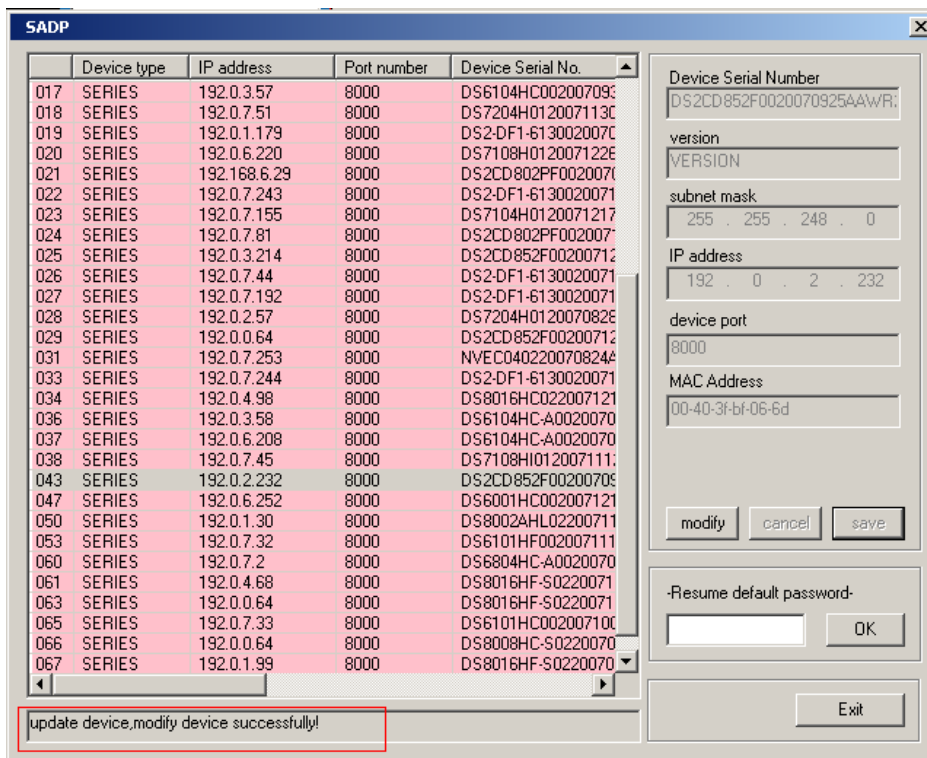 SADP
Device type IP address Port number Device Serial No.
017 SERIES 192.0.3.57 8000 DS6104HC002007093
018 SERIES 192.0.7.51 8000 DS7204H0120071130
019 SERIES 192.0.1.179 8000 DS2-DF1-613002007
020 SERIES 192.0.6.220 8000 DS7108H012007122
021 SERIES 192.168.6.29 8000 DS2CD802PF002007
022 SERIES 192.0.7.243 8000 DS2-DF1-6130020071
023 SERIES 192.0.7.155 8000 DS7104H0120071217
024 SERIES 192.0.7.81 8000 DS2CD802PF002007
025 SERIES 192.0.3.214 8000 DS2CD852F00200712
026 SERIES 192.0.7.44 8000 DS2-DF1-6130020071
027 SERIES 192.0.7.192 8000 DS2-DF1-6130020071
028 SERIES 192.0.2.57 8000 DS7204H012007082
029 SERIES 192.0.0.64 8000 DS2CD852F00200712
031 SERIES 192.0.7.253 8000 NVEC040220070824A
033 SERIES 192.0.7.244 8000 DS2-DF1-6130020071
034 SERIES 192.0.4.98 8000 DS8016HC022007121
036 SERIES 192.0.3.58 8000 DS6104HC-A0020070
037 SERIES 192.0.6.208 8000 DS6104HC-A0020070
038 SERIES 192.0.7.45 8000 DS7108HI012007111
043 SERIES 192.0.2.232 8000 DS2CD852F0020070
047 SERIES 192.0.6.252 8000 DS6001HC002007121
050 SERIES 192.0.1.30 8000 DS8002AHL02200711
053 SERIES 192.0.7.32 8000 DS6101HF002007111
060 SERIES 192.0.7.2 8000 DS6804HC-A0020070
061 SERIES 192.0.4.68 8000 DS8016HF-S0220071
063 SERIES 192.0.0.64 8000 DS8016HF-S0220071
065 SERIES 192.0.7.33 8000 DS6101HC00200710
066 SERIES 192.0.0.64 8000 DS8008HC-S0220070
067 SERIES 192.0.1.99 8000 DS8016HF-S0220070
update device,modify device successfully!
Device Serial Number
DS2CD852F0020070925AAWR
version
VERSION
subnet mask
255 . 255 . 248 . 0
IP address
192 . 0 . 2 . 232
device port
8000
MAC Address
00-40-3f-bf-06-6d
modify cancel save
-Resume default password-
OK
Exit